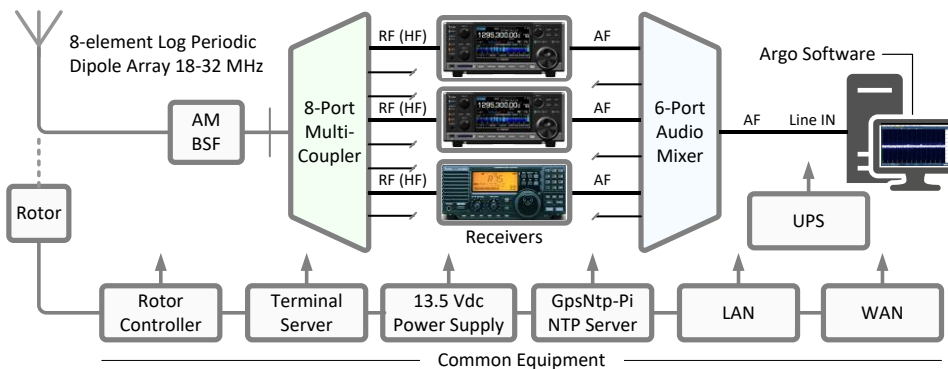 8-element Log Periodic
Dipole Array 18-32 MHz
AM
BSF
8-Port
Multi-
Coupler
RF (HF)
RF (HF)
RF (HF)
1295.300.00
1295.300.00
Receivers
AF
AF
AF
6-Port
Audio
Mixer
AF
Line IN
Argo Software
UPS
Rotor
Rotor
Controller
Terminal
Server
13.5 Vdc
Power Supply
GpsNtp-Pi
NTP Server
LAN
WAN
Common Equipment